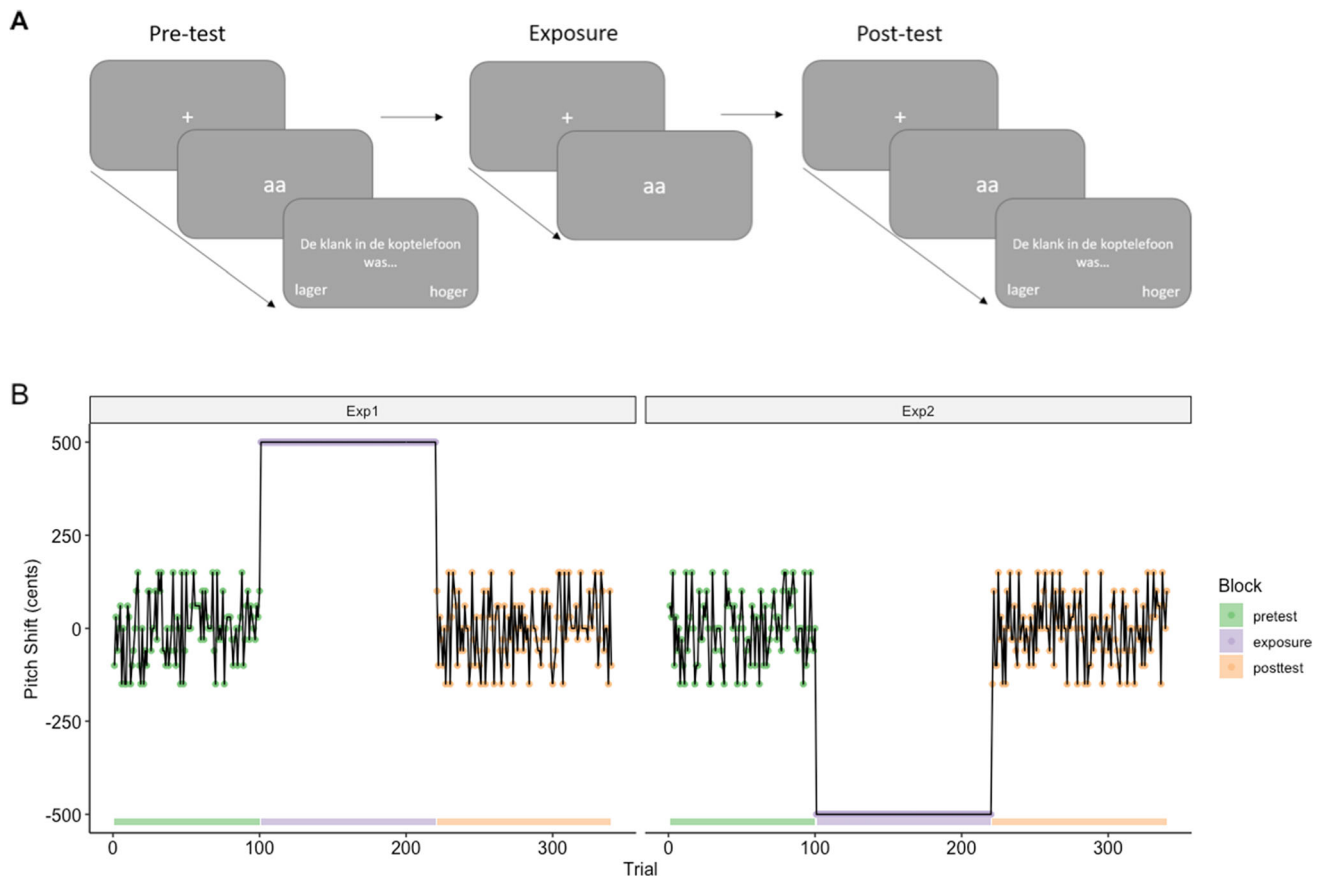 A
Pre-test
Exposure
Post-test
+
aa
De klank in de koptelefoon
was...
lager
hoger
+
aa
+
aa
De klank in de koptelefoon
was...
lager
hoger
B
Exp1
Exp2
Pitch Shift (cents)
500
250
0
-250
-500
0
100
200
300
0
100
200
300
Trial
Block
pretest
exposure
posttest